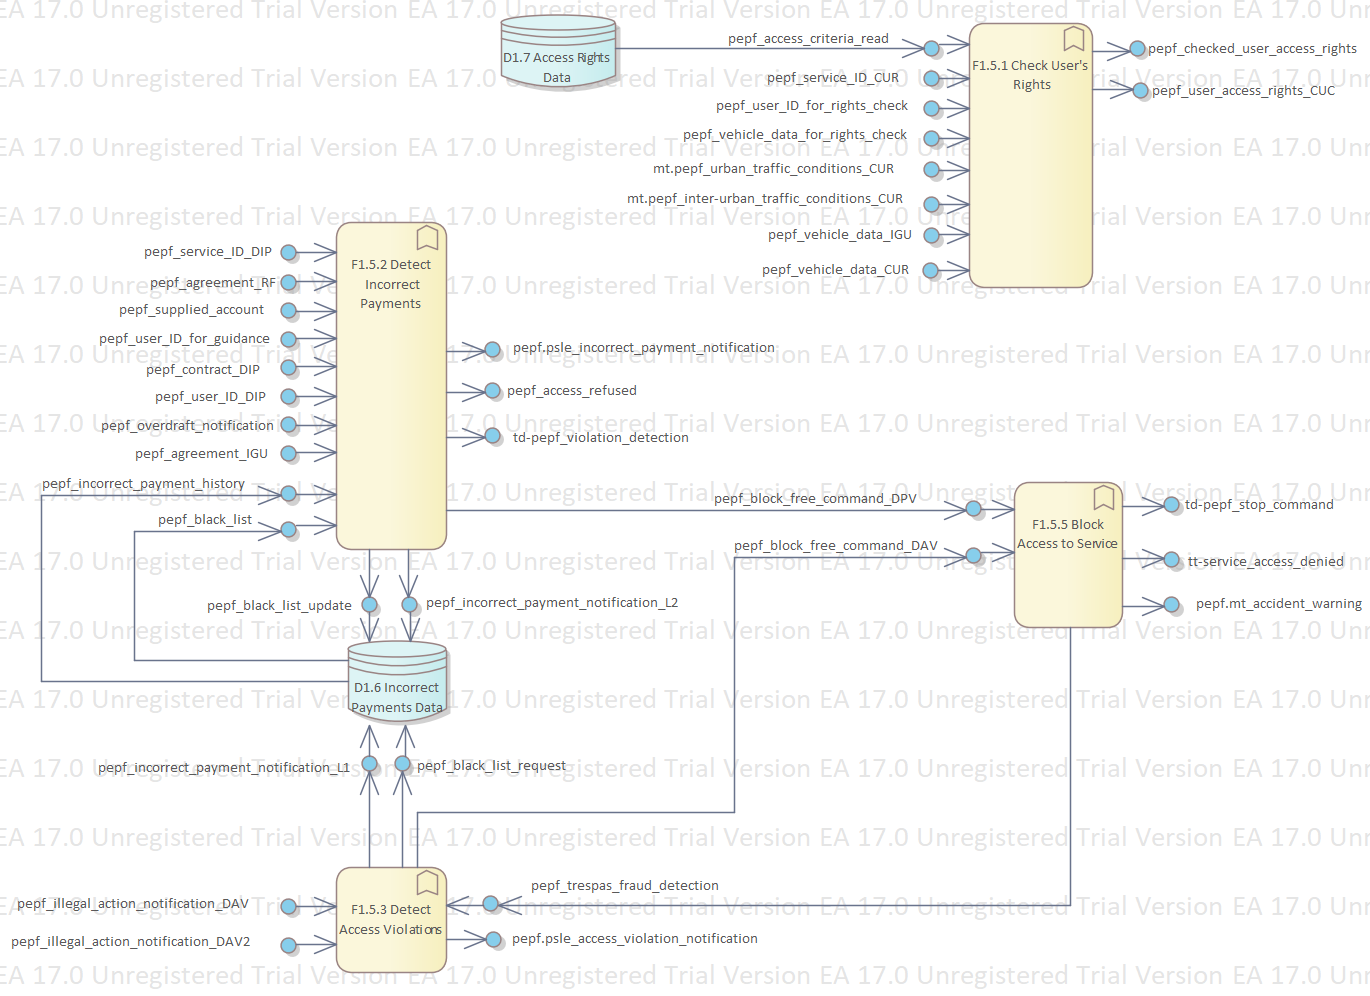 EA 17.0 Unregistered Trial Version EA 17.0 Unregistered Trial Version EA 17.0 Unregistered Trial Version EA 17.0 Unregistered
D1.7 Access Rights
Data
pepf_access_criteria_read
pepf_service_ID_CUR
pepf_user_ID_for_rights_check
pepf_vehicle_data_for_rights_check
mt.pepf_urban_traffic_conditions_CUR
mt.pepf_inter-urban_traffic_conditions_CUR
pepf_vehicle_data_IGU
pepf_vehicle_data_CUR
F1.5.1 Check User's
Rights
pepf_checked_user_access_rights
pepf_user_access_rights_CUC
pepf_service_ID_DIP
pepf_agreement_RF
pepf_supplied_account
pepf_user_ID_for_guidance
pepf_contract_DIP
pepf_user_ID_DIP
pepf_overdraft_notification
pepf_agreement_IGU
pepf_incorrect_payment_history
pepf_black_list
F1.5.2 Detect
Incorrect
Payments
pepf.psle_incorrect_payment_notification
pepf_access_refused
td-pepf_violation_detection
pepf_block_free_command_DPV
pepf_block_free_command_DAV
F1.5.5 Block
Access to Service
td-pepf_stop_command
tt-service_access_denied
pepf.mt_accident_warning
pepf_black_list_update
pepf_incorrect_payment_notification_L2
D1.6 Incorrect
Payments Data
pepf_incorrect_payment_notification_L1
pepf_black_list_request
F1.5.3 Detect
Access Violations
pepf_illegal_action_notification_DAV
pepf_illegal_action_notification_DAV2
pepf_trespas_fraud_detection
pepf.psle_access_violation_notification